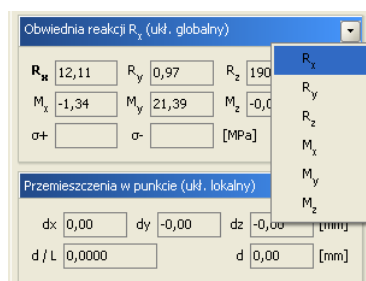 Obwiednia reakcji Rx (ukł. globalny)
Rx 12,11 Ry 0,97 Rz 190
Mx -1,34 My 21,39 Mz -0,0
σ+ σ- [MPa]
Rx
Ry
Rz
Mx
My
Mz
Przemieszczenia w punkcie (ukł. lokalny)
dx 0,00 dy -0,00 dz -0,00 [mm]
d / L 0,0000 d 0,00 [mm]